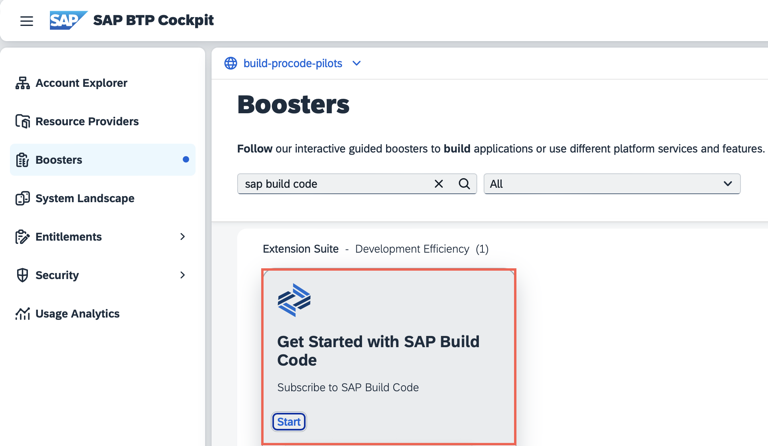 SAP SAP BTP Cockpit
build-procode-pilots
Account Explorer
Resource Providers
Boosters
System Landscape
Entitlements
Security
Usage Analytics
Boosters
Follow our interactive guided boosters to build applications or use different platform services and features.
sap build code
All
Extension Suite - Development Efficiency (1)
Get Started with SAP Build
Code
Subscribe to SAP Build Code
Start